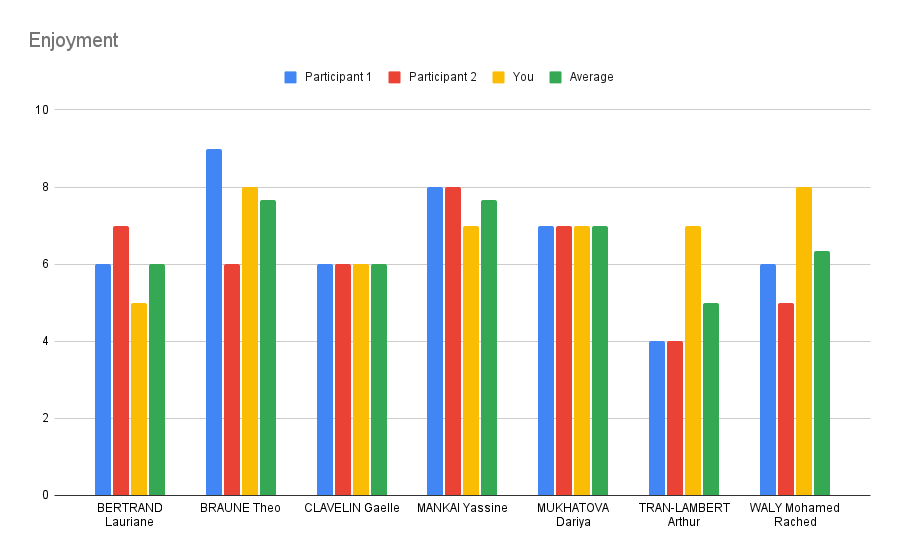 Enjoyment
Participant 1
Participant 2
You
Average
10
8
6
4
2
0
BERTRAND
Lauriane
BRAUNE Theo
CLAVELIN Gaelle
MANKAI Yassine
MUKHATOVA
Dariya
TRAN-LAMBERT
Arthur
WALY Mohamed
Rached